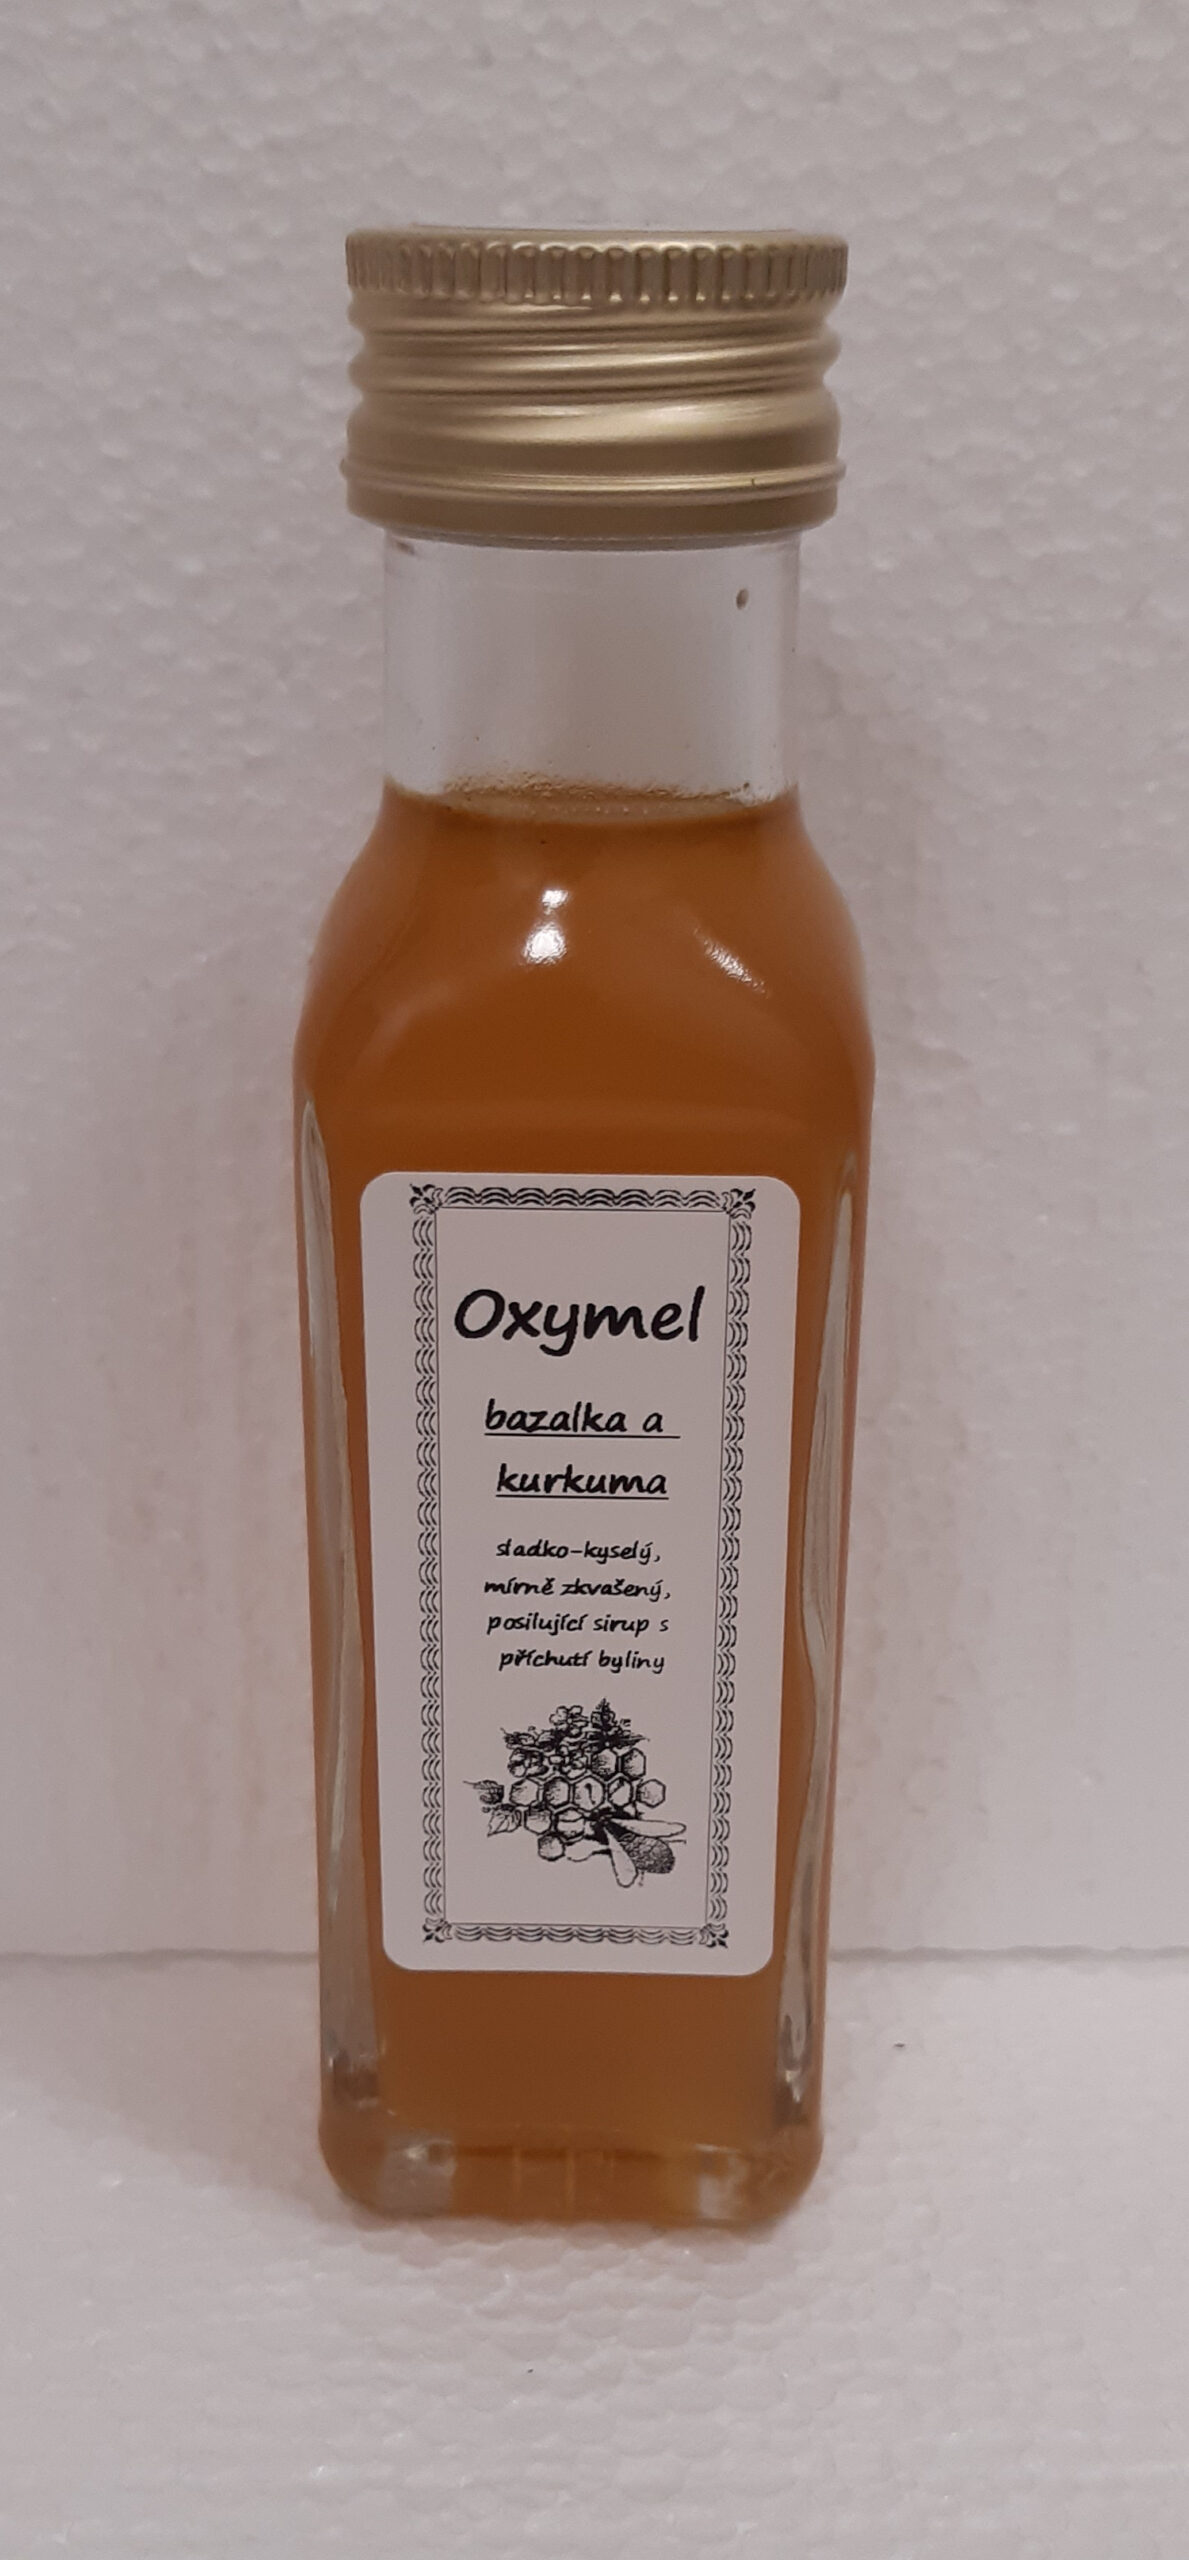 Oxymel
bazalka a
kurkuma
sladko-kyselý,
mírně zkvašený,
posilující sirup s
příchutí byliny